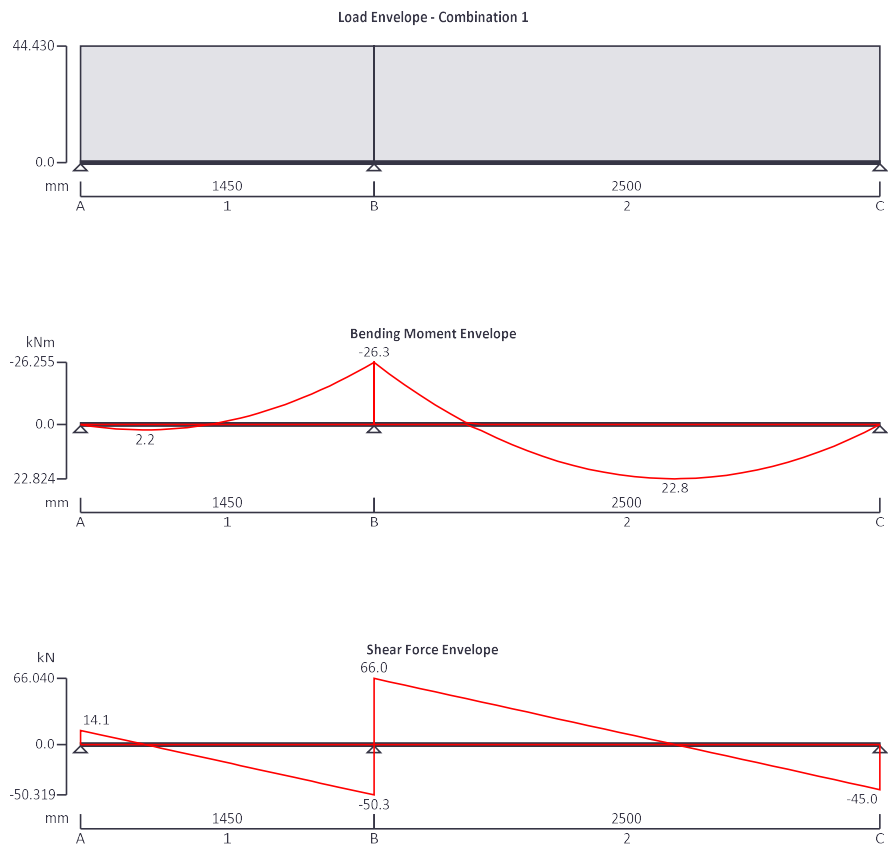 Load Envelope - Combination 1
44.430
0.0
mm 1450 2500
A 1 B 2 C
Bending Moment Envelope
kNm
-26.3
-26.255
0.0
2.2
22.824
22.8
mm 1450 2500
A 1 B 2 C
Shear Force Envelope
kN
66.0
66.040
14.1
0.0
-50.319
-50.3
-45.0
mm 1450 2500
A 1 B 2 C